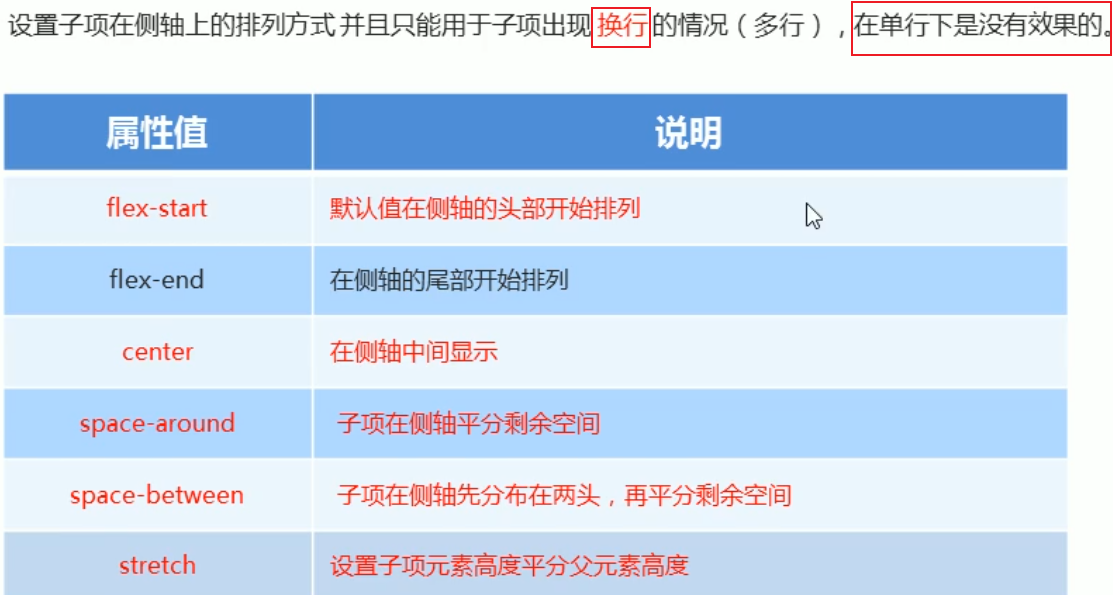 设置子项在侧轴上的排列方式 并且只能用于子项出现 换行 的情况（多行），在单行下是没有效果的。
属性值 说明
flex-start 默认值在侧轴的头部开始排列
flex-end 在侧轴的尾部开始排列
center 在侧轴中间显示
space-around 子项在侧轴平分剩余空间
space-between 子项在侧轴先分布在两头，再平分剩余空间
stretch 设置子项元素高度平分父元素高度